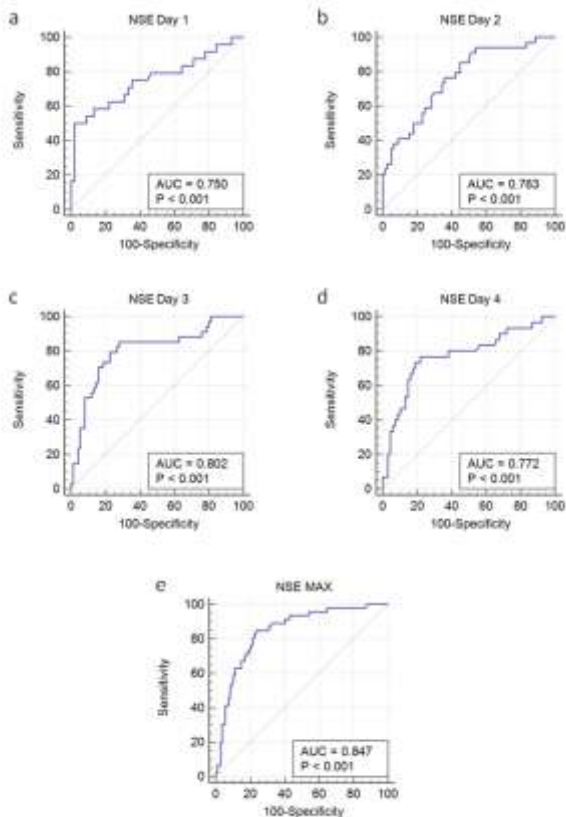 a
NSE Day 1
Sensitivity
100
80
60
40
20
0
AUC = 0.750
P < 0.001
0 20 40 60 80 100
100-Specificity
b
NSE Day 2
Sensitivity
100
80
60
40
20
0
AUC = 0.763
P < 0.001
0 20 40 60 80 100
100-Specificity
c
NSE Day 3
Sensitivity
100
80
60
40
20
0
AUC = 0.802
P < 0.001
0 20 40 60 80 100
100-Specificity
d
NSE Day 4
Sensitivity
100
80
60
40
20
0
AUC = 0.772
P < 0.001
0 20 40 60 80 100
100-Specificity
e
NSE MAX
Sensitivity
100
80
60
40
20
0
AUC = 0.847
P < 0.001
0 20 40 60 80 100
100-Specificity